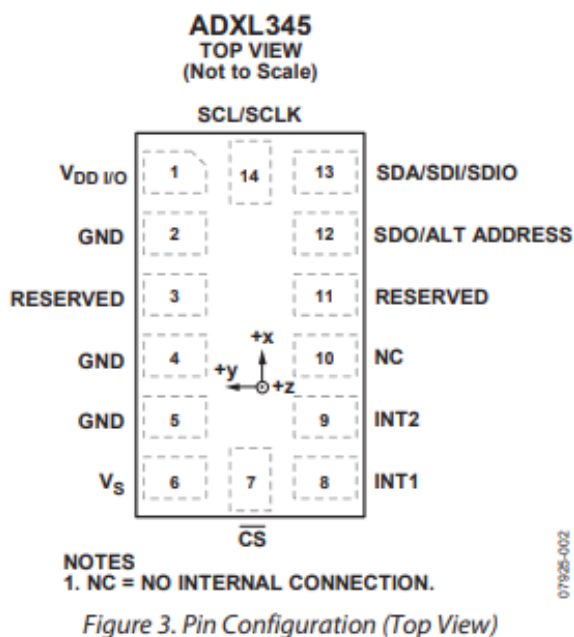 ADXL345
TOP VIEW
(Not to Scale)
SCL/SCLK
VDD I/O 1 14 13 SDA/SDI/SDIO
GND 2 12 SDO/ALT ADDRESS
RESERVED 3 11 RESERVED
+x
GND 4 10 NC
+y +z
GND 5 9 INT2
VS 6 7 8 INT1
CS
NOTES
1. NC = NO INTERNAL CONNECTION.
07925-002
Figure 3. Pin Configuration (Top View)